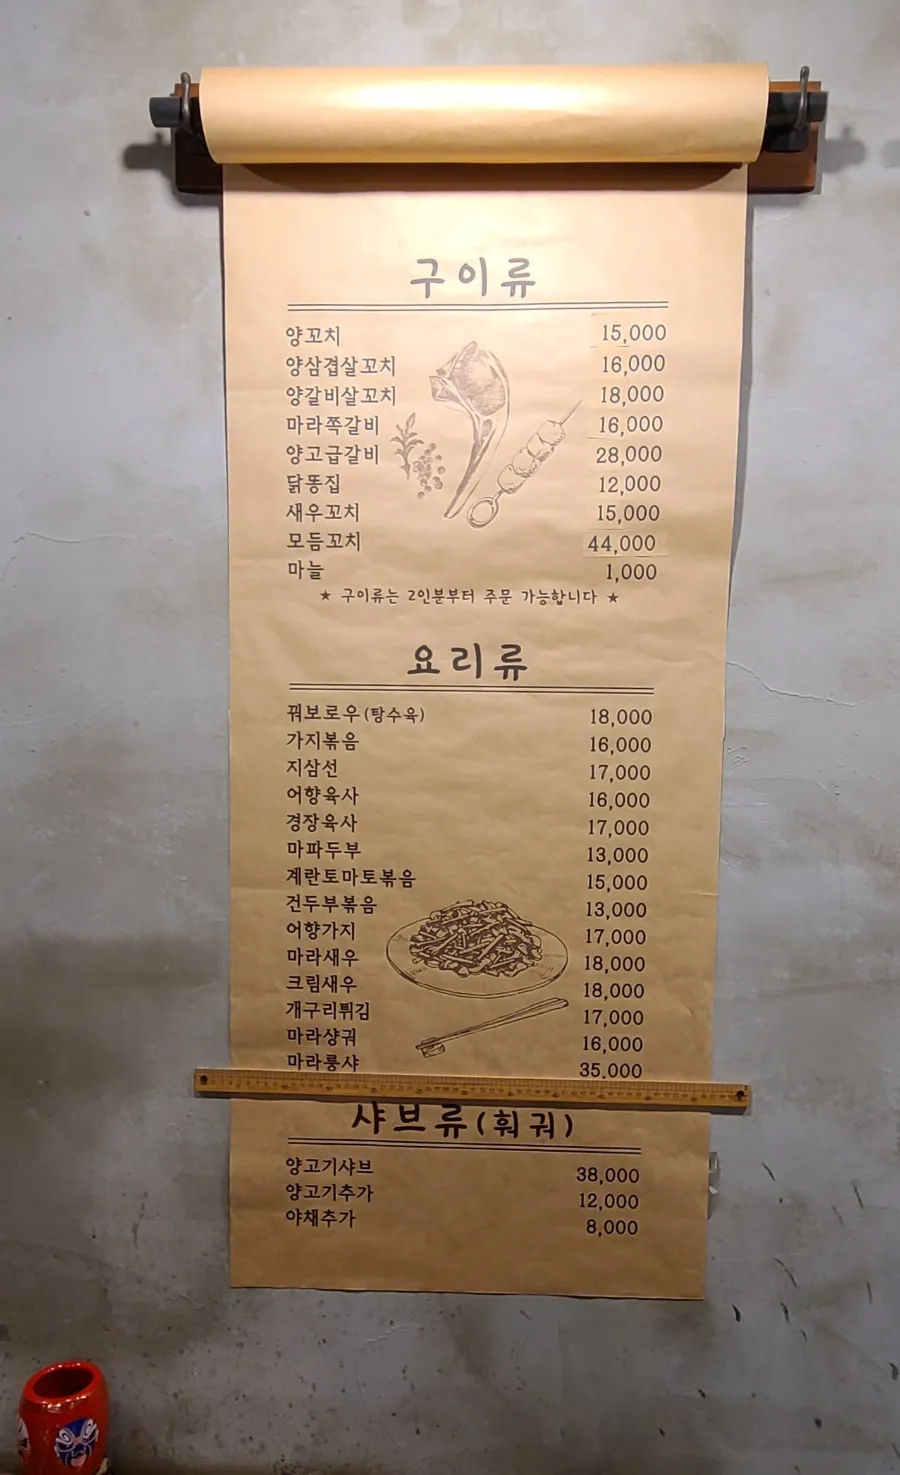 구이류
양꼬치 15,000
양삼겹살꼬치 16,000
양갈비살꼬치 18,000
마라쪽갈비 16,000
양고급갈비 28,000
닭똥집 12,000
새우꼬치 15,000
모듬꼬치 44,000
마늘 1,000
★ 구이류는 2인분부터 주문 가능합니다 ★
요리류
꿔보로우(탕수육) 18,000
가지볶음 16,000
지삼선 17,000
어향육사 16,000
경장육사 17,000
마파두부 13,000
계란토마토볶음 15,000
건두부볶음 13,000
어향가지 17,000
마라새우 18,000
크림새우 18,000
개구리튀김 17,000
마라샹궈 16,000
마라룽샤 35,000
샤브류(훠궈)
양고기샤브 38,000
양고기추가 12,000
야채추가 8,000